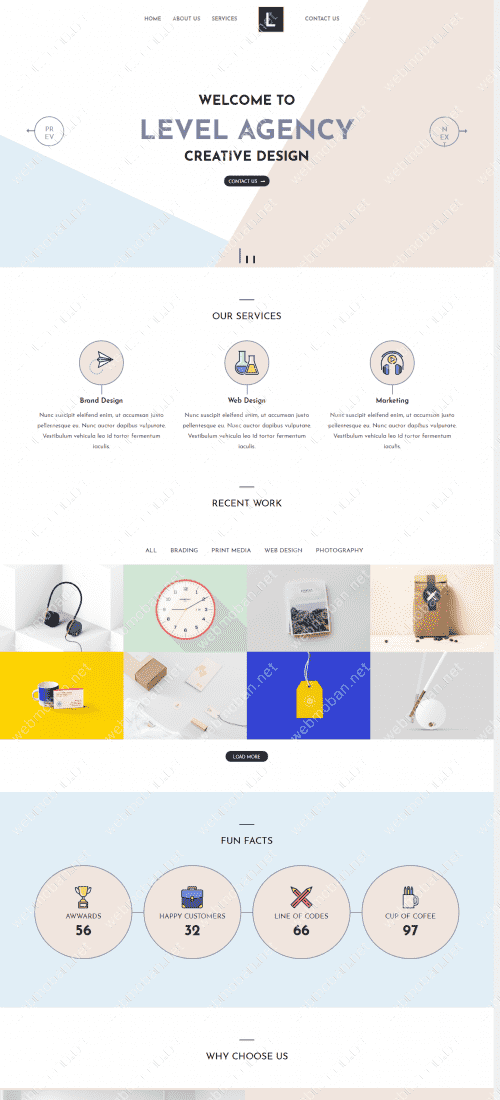 HOME ABOUT US SERVICES L CONTACT US
WELCOME TO
LEVEL AGENCY
CREATIVE DESIGN
PR
EV
N
EX
T
CONTACT US
OUR SERVICES
Brand Design
Nunc suscipit eleifend enim, ut accumsan justo
pellentesque eu. Nunc auctor dapibus vulputate.
Vestibulum vehicula leo id tortor fermentum
iaculis.
Web Design
Nunc suscipit eleifend enim, ut accumsan justo
pellentesque eu. Nunc auctor dapibus vulputate.
Vestibulum vehicula leo id tortor fermentum
iaculis.
Marketing
Nunc suscipit eleifend enim, ut accumsan justo
pellentesque eu. Nunc auctor dapibus vulputate.
Vestibulum vehicula leo id tortor fermentum
iaculis.
RECENT WORK
ALL BRADING PRINT MEDIA WEB DESIGN PHOTOGRAPHY
LOAD MORE
FUN FACTS
AWWARDS
56
HAPPY CUSTOMERS
32
LINE OF CODES
66
CUP OF COFEE
97
WHY CHOOSE US
webmoban.net